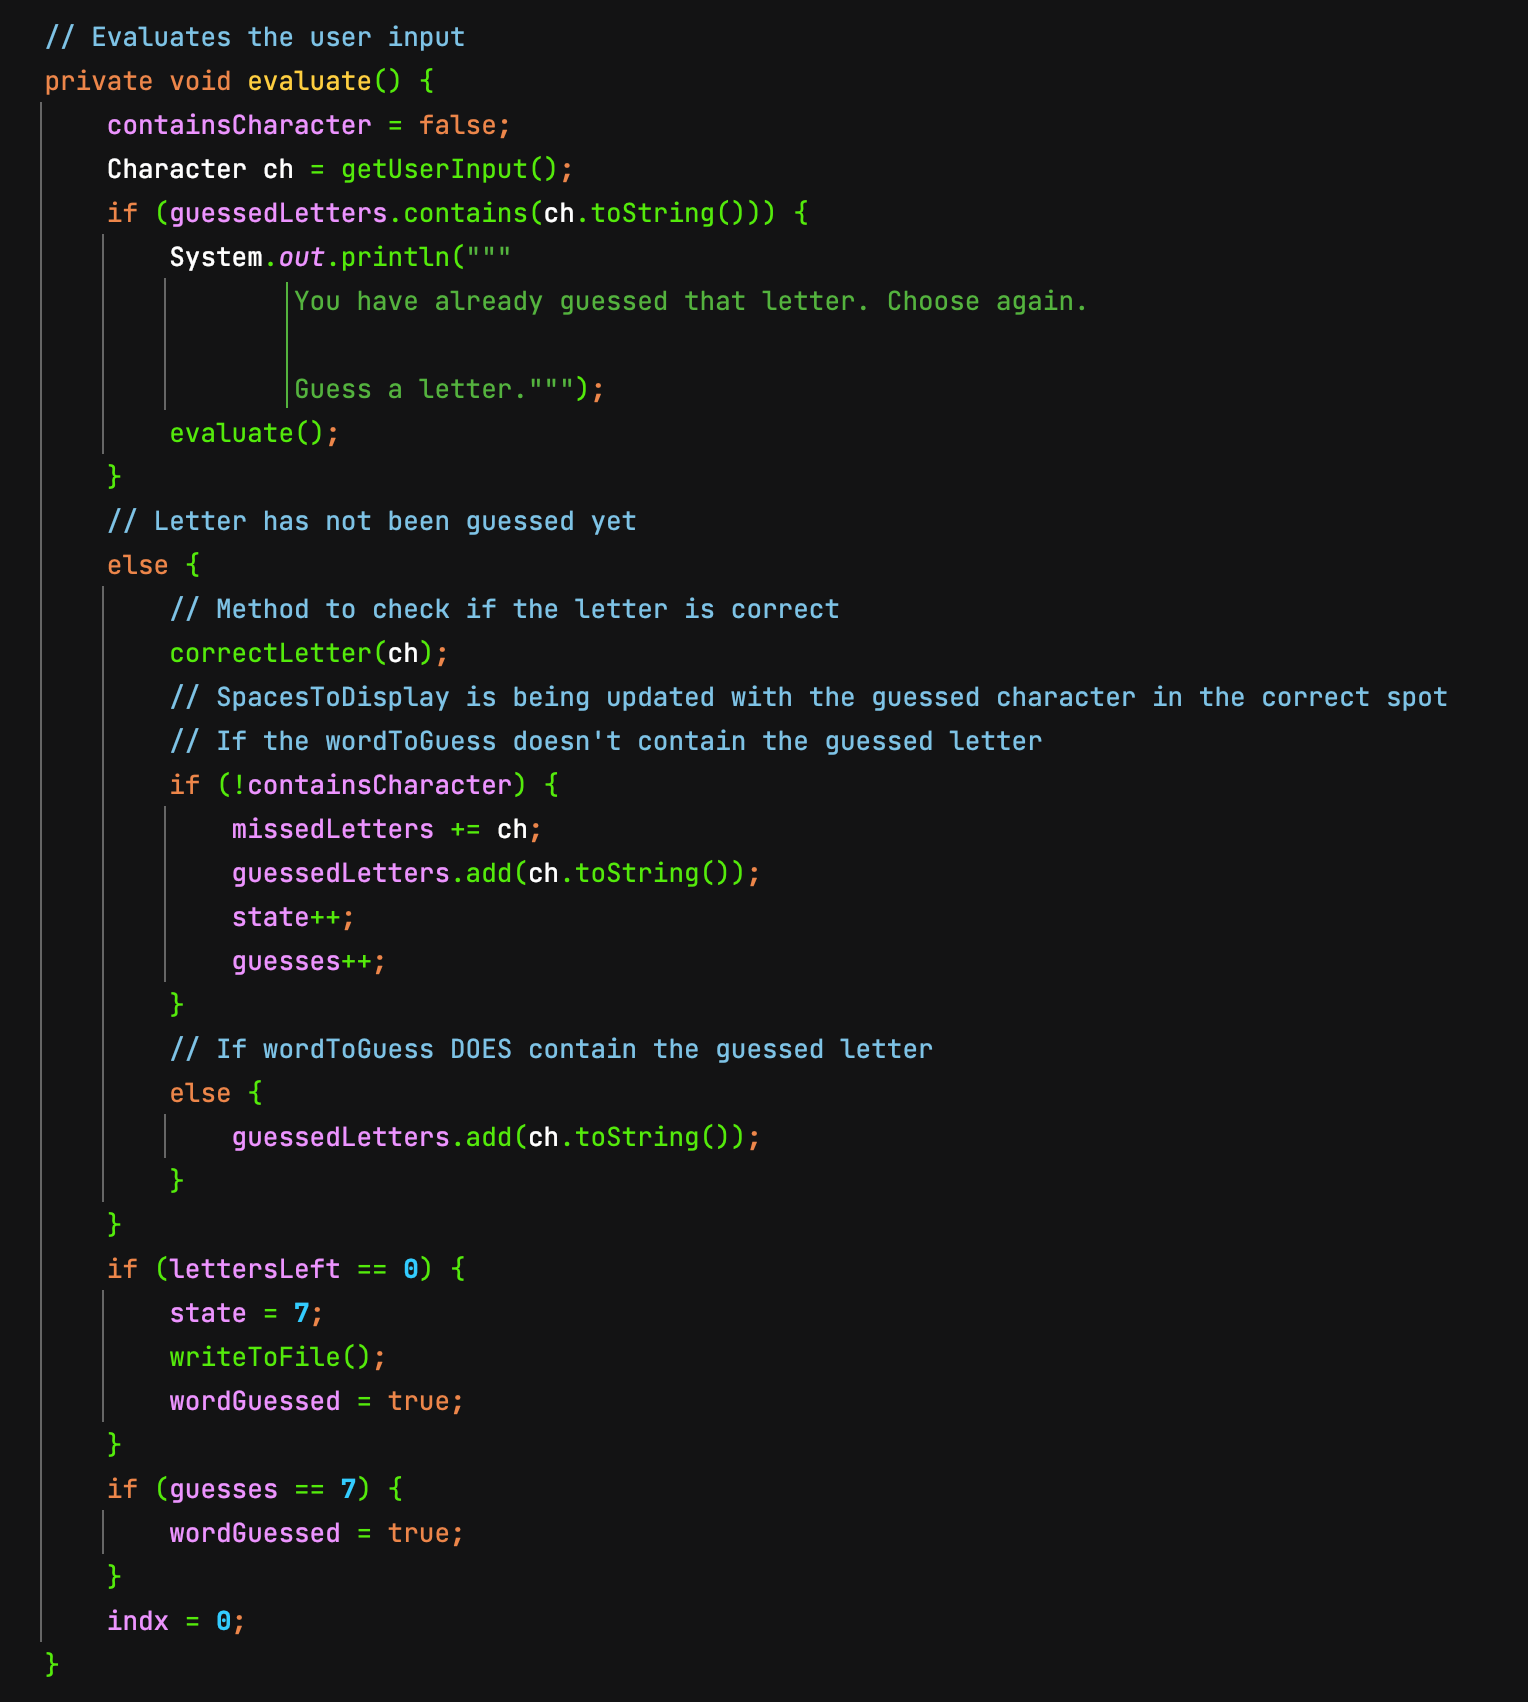 // Evaluates the user input
private void evaluate() {
    containsCharacter = false;
    Character ch = getUserInput();
    if (guessedLetters.contains(ch.toString())) {
        System.out.println("""
                You have already guessed that letter. Choose again.

                Guess a letter.""");
        evaluate();
    }
    // Letter has not been guessed yet
    else {
        // Method to check if the letter is correct
        correctLetter(ch);
        // SpacesToDisplay is being updated with the guessed character in the correct spot
        // If the wordToGuess doesn't contain the guessed letter
        if (!containsCharacter) {
            missedLetters += ch;
            guessedLetters.add(ch.toString());
            state++;
            guesses++;
        }
        // If wordToGuess DOES contain the guessed letter
        else {
            guessedLetters.add(ch.toString());
        }
    }
    if (lettersLeft == 0) {
        state = 7;
        writeToFile();
        wordGuessed = true;
    }
    if (guesses == 7) {
        wordGuessed = true;
    }
    indx = 0;
}